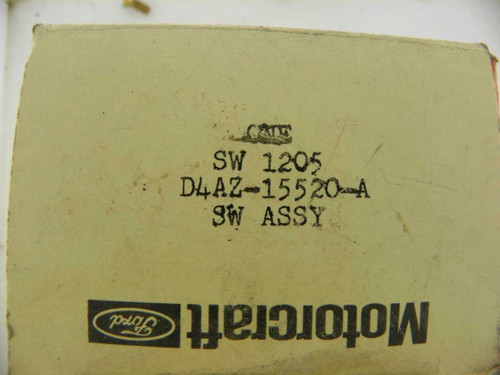 SW 1205
D4AZ-15520-A
SW ASSY
Ford Motorcraft